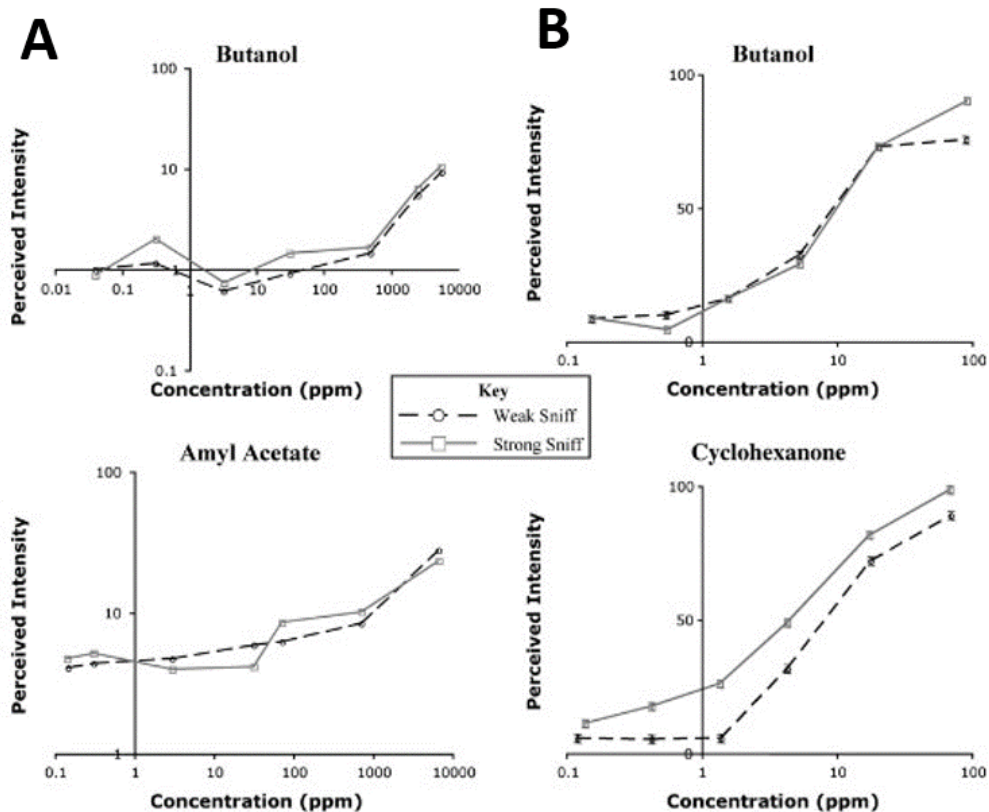 A
Butanol
100
10
1
0.1
0.01 0.1 1 10 100 1000 10000
Perceived Intensity
Concentration (ppm)
B
Butanol
100
50
0
0.1 1 10 100
Perceived Intensity
Concentration (ppm)
Key
Weak Sniff
Strong Sniff
Amyl Acetate
100
10
1
0.1 1 10 100 1000 10000
Perceived Intensity
Concentration (ppm)
Cyclohexanone
100
50
0
0.1 1 10 100
Perceived Intensity
Concentration (ppm)